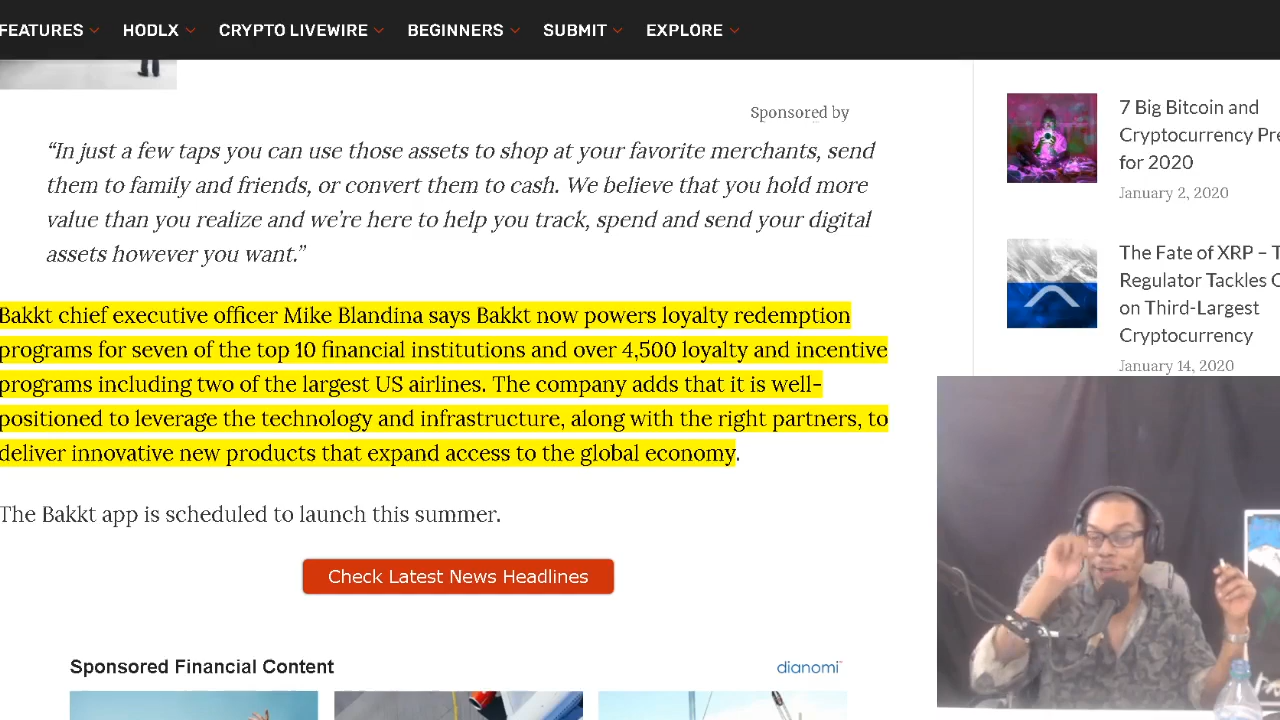 FEATURES HODLX CRYPTO LIVEWIRE BEGINNERS SUBMIT EXPLORE
Sponsored by
“In just a few taps you can use those assets to shop at your favorite merchants, send
them to family and friends, or convert them to cash. We believe that you hold more
value than you realize and we’re here to help you track, spend and send your digital
assets however you want.”
Bakkt chief executive officer Mike Blandina says Bakkt now powers loyalty redemption
programs for seven of the top 10 financial institutions and over 4,500 loyalty and incentive
programs including two of the largest US airlines. The company adds that it is well-
positioned to leverage the technology and infrastructure, along with the right partners, to
deliver innovative new products that expand access to the global economy.
The Bakkt app is scheduled to launch this summer.
Check Latest News Headlines
Sponsored Financial Content
dianomi
7 Big Bitcoin and
Cryptocurrency
for 2020
January 2, 2020
The Fate of XRP –
Regulator Tackles
on Third-Largest
Cryptocurrency
January 14, 2020